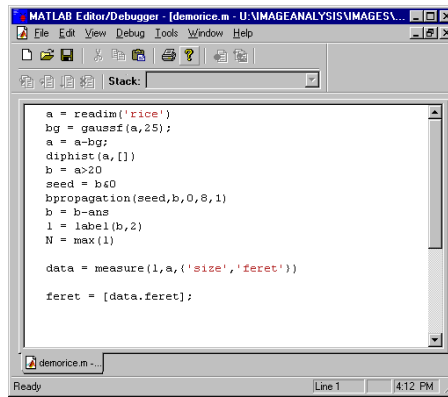 MATLAB Editor/Debugger - [demorice.m - U:\IMAGEANALYSIS\IMAGES\...
File Edit View Debug Tools Window Help
Stack:
a = readim('rice')
bg = gaussf(a,25);
a = a-bg;
diphist(a,[])
b = a>20
seed = b&0
bpropagation(seed,b,0,8,1)
b = b-ans
l = label(b,2)
N = max(l)
data = measure(l,a,{'size','feret'})
feret = [data.feret];
demorice.m -...
Ready Line 1 4:12 PM